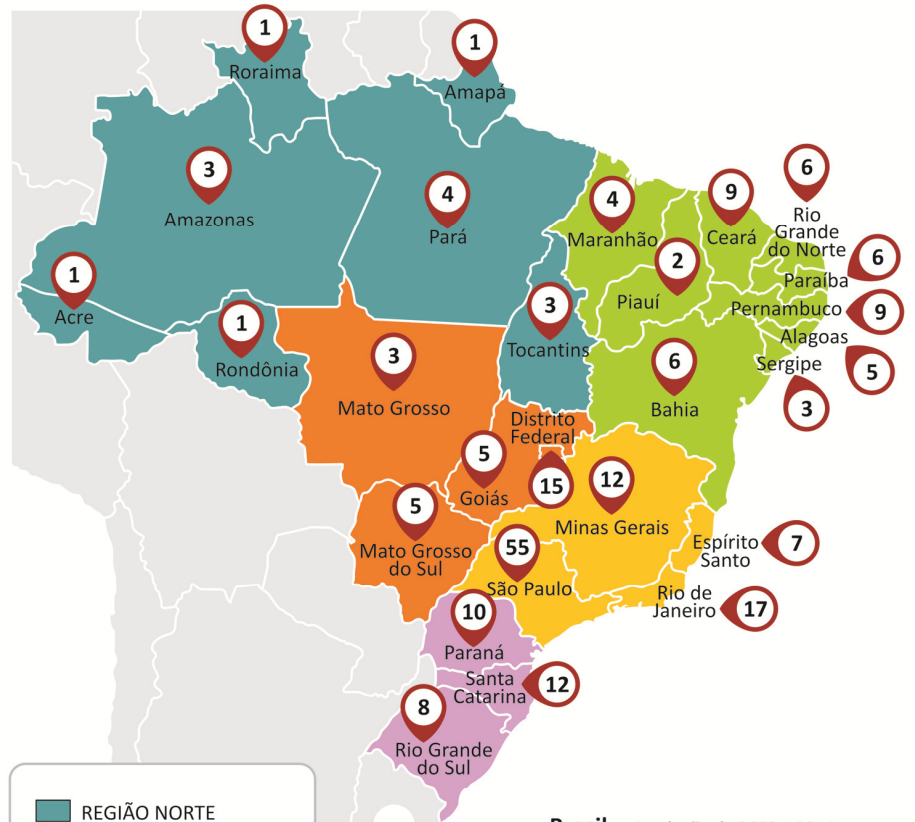 1
Roraima
1
Amapá
3
Amazonas
4
Pará
1
Acre
1
Rondônia
3
Tocantins
4
Maranhão
2
Piauí
9
Ceará
6
Rio
Grande
do Norte
6
Paraíba
Pernambuco
9
Alagoas
5
Sergipe
3
6
Bahia
3
Mato Grosso
Distrito
Federal
15
5
Goiás
5
Mato Grosso
do Sul
12
Minas Gerais
Espírito
Santo
7
55
São Paulo
Rio de
Janeiro
17
10
Paraná
Santa
Catarina
12
8
Rio Grande
do Sul
REGIÃO NORTE